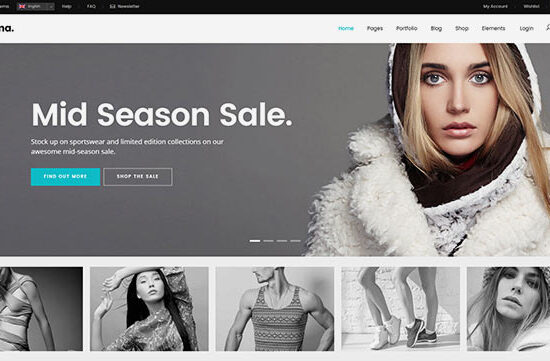 English
Help
FAQ
Newsletter
My Account
Wishlist
na.
Home
Pages
Portfolio
Blog
Shop
Elements
Login
Mid Season Sale.
Stock up on sportswear and limited edition collections on our
awesome mid-season sale.
FIND OUT MORE
SHOP THE SALE